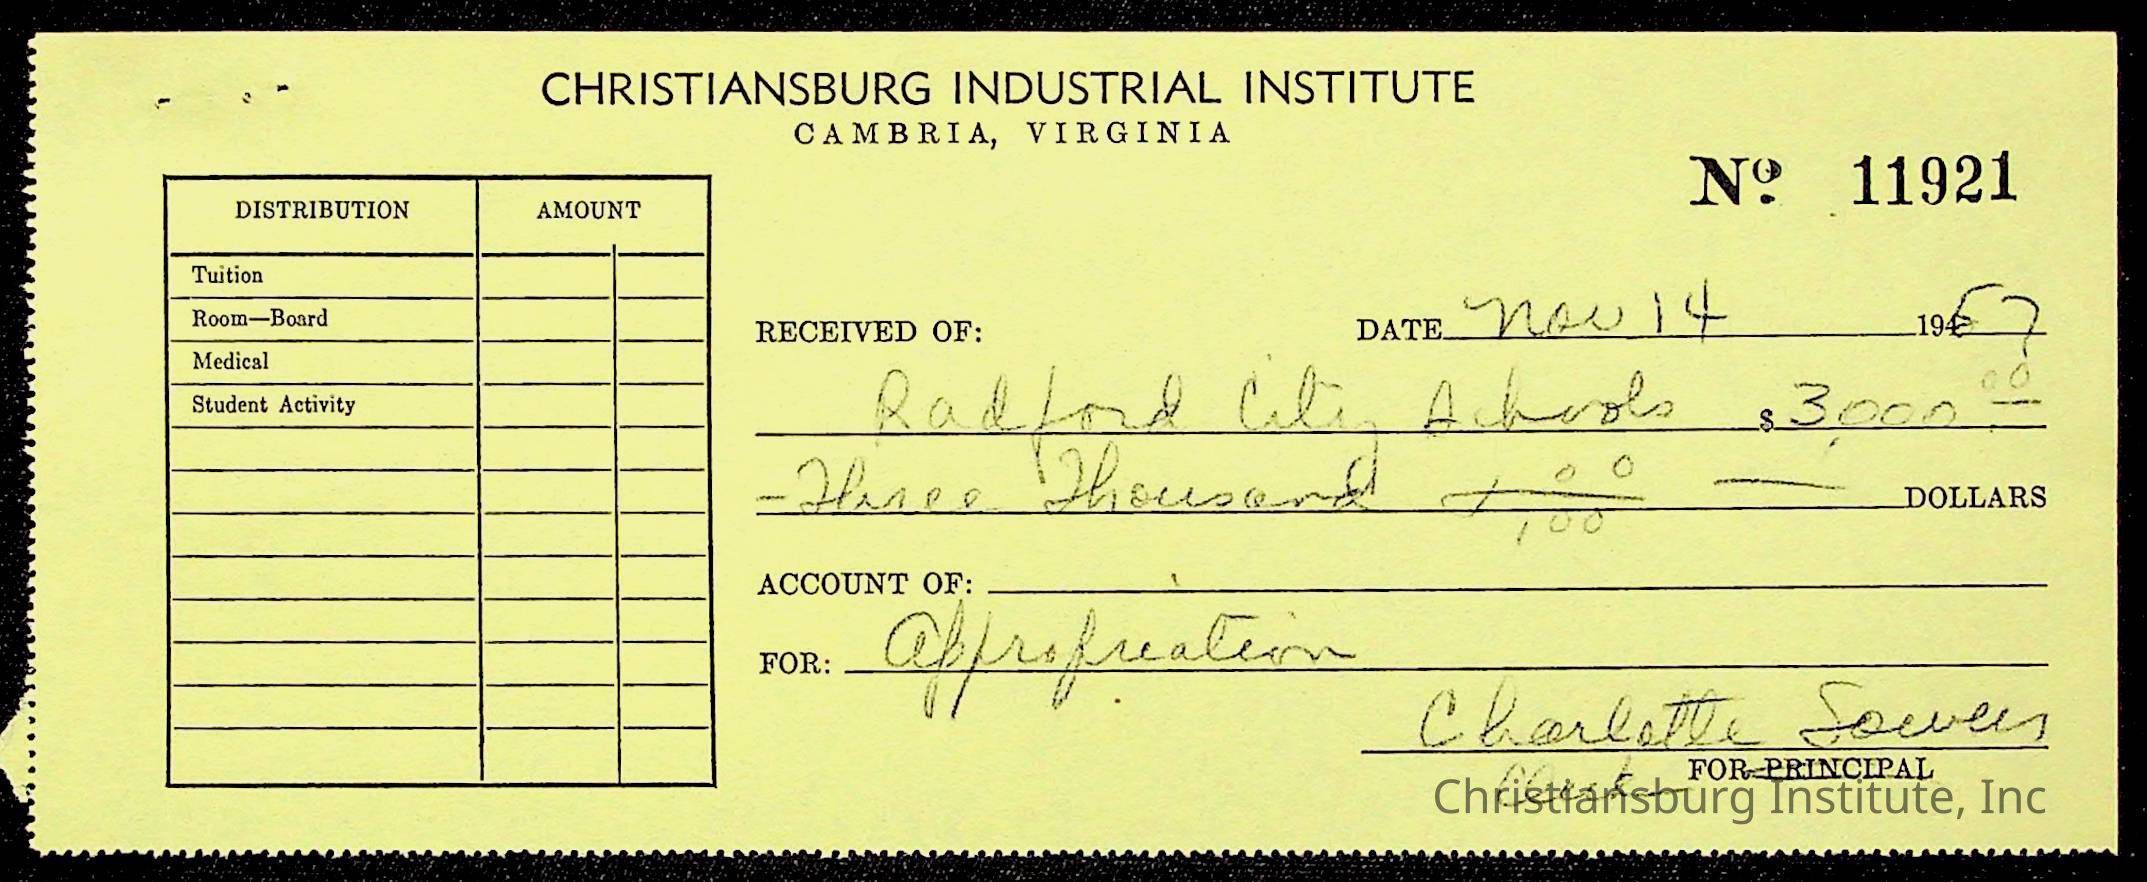 CHRISTIANSBURG INDUSTRIAL INSTITUTE
CAMBRIA, VIRGINIA
Nº 11921
DISTRIBUTION AMOUNT
Tuition
Room—Board
Medical
Student Activity
RECEIVED OF: DATE Nov 14 1957
Radford City Schools $ 3,000.00
- Three Thousand 00/100 — DOLLARS
ACCOUNT OF:
FOR: Appropriation
Charlotte Sowers
FOR PRINCIPAL
Clerk
Christiansburg Institute, Inc